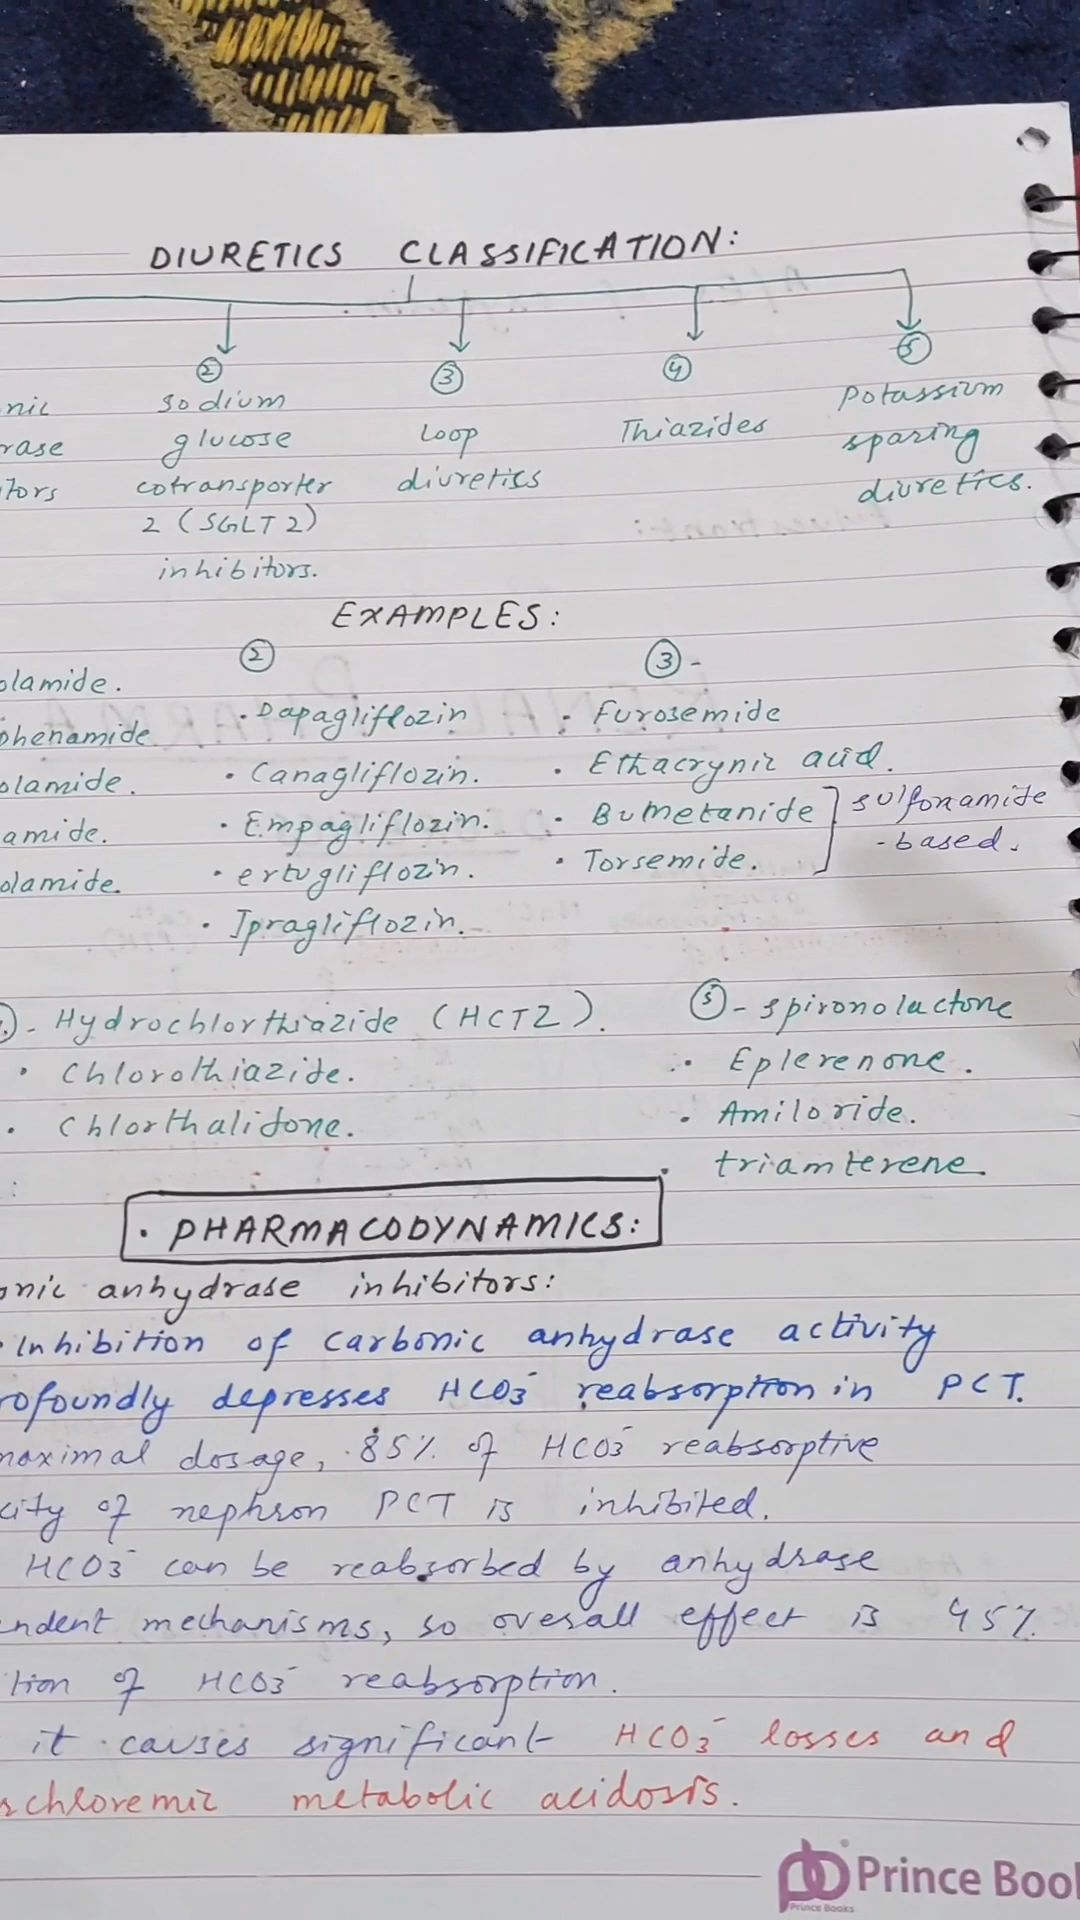 DIURETICS CLASSIFICATION:
② ③ ④ ⑤
nic sodium Loop Thiazides Potassium
rase glucose diuretics sparing
itors cotransporter diuretics.
2 (SGLT2)
inhibitors.
EXAMPLES:
② ③ -
olamide. · Dapagliflozin · Furosemide
phenamide · Canagliflozin. · Ethacrynic acid.
olamide. · Empagliflozin. · Bumetanide sulfonamide
amide. · ertugliflozin. · Torsemide. - based.
olamide. · Ipragliflozin.
- Hydrochlorthiazide (HCTZ). ⑤ - spironolactone
· Chlorothiazide. · Eplerenone.
· Chlorthalidone. · Amiloride.
· triamterene.
· PHARMACODYNAMICS:
onic anhydrase inhibitors:
· Inhibition of carbonic anhydrase activity
rofoundly depresses HCO3⁻ reabsorption in PCT.
maximal dosage, 85% of HCO3⁻ reabsorptive
city of nephron PCT is inhibited.
HCO3⁻ can be reabsorbed by anhydrase
endent mechanisms, so overall effect is 45%
tion of HCO3⁻ reabsorption.
it causes significant HCO3⁻ losses and
rchloremic metabolic acidosis.
Prince Book
Prince Books